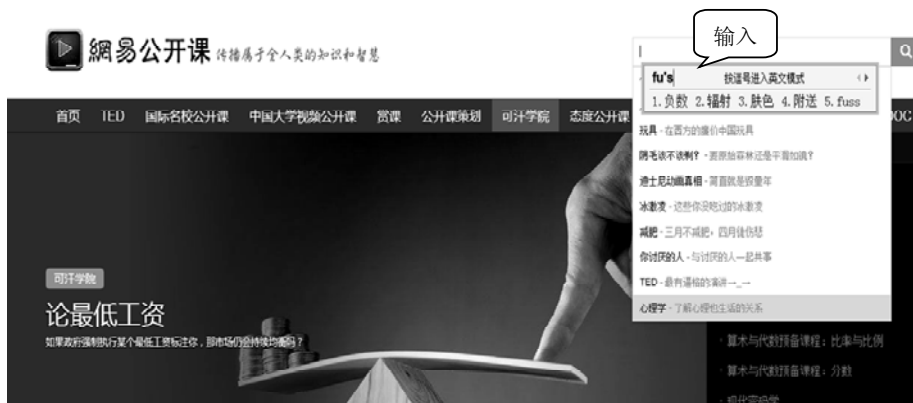 網易公开课 传播属于全人类的知识和智慧
输入
fu's 按逗号进入英文模式
1.负数 2.辐射 3.肤色 4.附送 5.fuss
首页 TED 国际名校公开课 中国大学视频公开课 赏课 公开课策划 可汗学院 态度公开课
玩具 - 在西方的廉价中国玩具
阴毛该不该剃? - 要原始森林还是平滑如镜?
迪士尼动画真相 - 简直就是毁童年
冰激凌 - 这些你没吃过的冰激凌
减肥 - 三月不减肥,四月徒伤悲
你讨厌的人 - 与讨厌的人一起共事
TED - 最有逼格的演讲→_→
心理学 - 了解心理也生活的关系
可汗学院
论最低工资
如果政府强制执行某个最低工资标注你,那市场仍会持续均衡吗?
· 算术与代数预备课程:比率与比例
· 算术与代数预备课程:分数